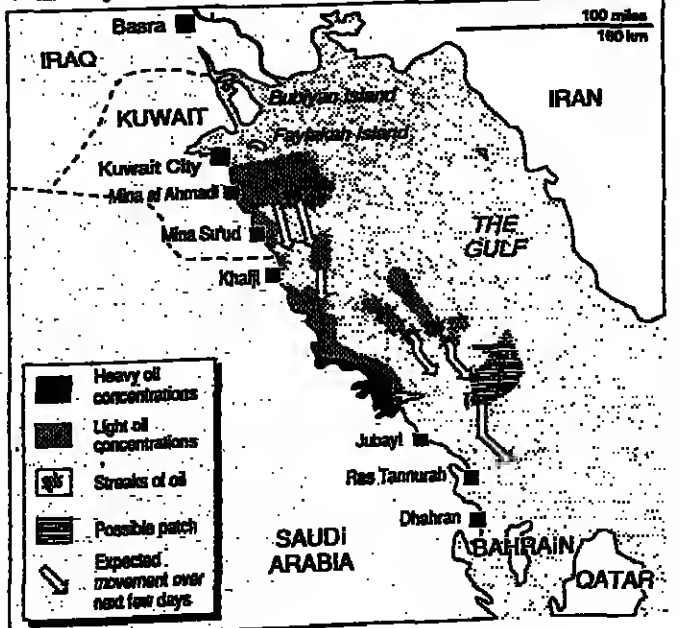 100 miles
160 km
Basra
IRAQ
IRAN
Bubiyan Island
KUWAIT
Faylakah Island
Kuwait City
Mina al Ahmadi
THE
GULF
Mina Su'ud
Khafji
Heavy oil
concentrations
Light oil
concentrations
Streaks of oil
Possible patch
Expected
movement over
next few days
Jubayl
Ras Tannurah
Dhahran
SAUDI
ARABIA
BAHRAIN
QATAR